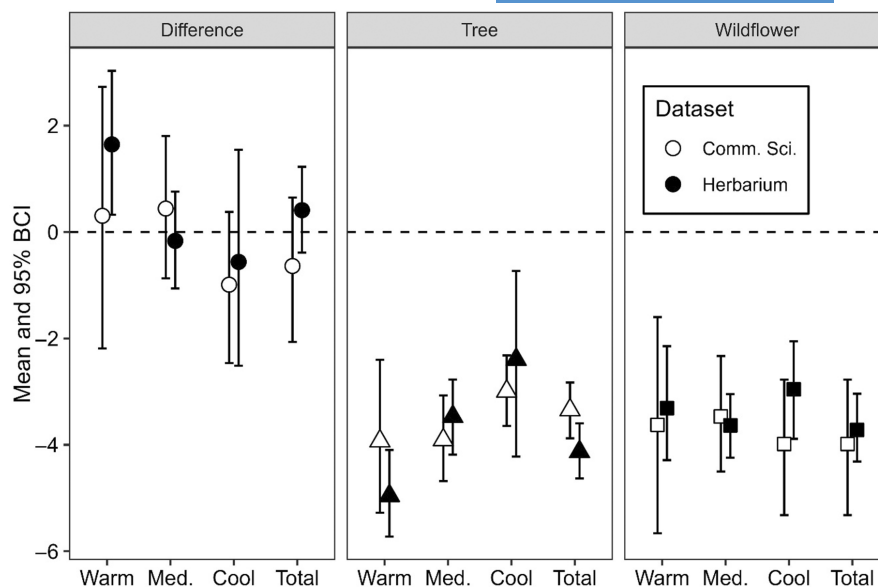 Difference
Tree
Wildflower
Dataset
Comm. Sci.
Herbarium
Mean and 95% BCI
2
0
−2
−4
−6
Warm Med. Cool Total
Warm Med. Cool Total
Warm Med. Cool Total